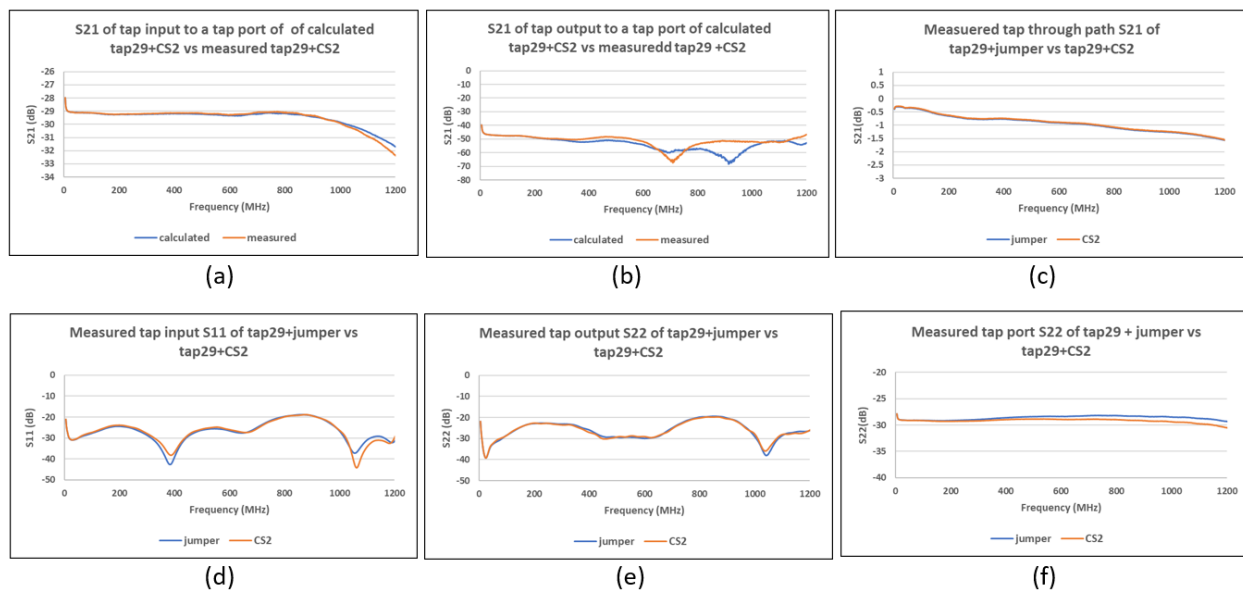 S21 of tap input to a tap port of of calculated
tap29+CS2 vs measured tap29+CS2
-26
-27
-28
-29
-30
-31
-32
-33
-34
S21 (dB)
0
200
400
600
800
1000
1200
Frequency (MHz)
calculated
measured
(a)
S21 of tap output to a tap port of calculated
tap29+CS2 vs measuredd tap29 +CS2
0
-10
-20
-30
-40
-50
-60
-70
-80
S21 (dB)
0
200
400
600
800
1000
1200
Frequency (MHz)
calculated
measured
(b)
Measuered tap through path S21 of
tap29+jumper vs tap29+CS2
1
0.5
0
-0.5
-1
-1.5
-2
-2.5
-3
S21(dB)
0
200
400
600
800
1000
1200
Frequency (MHz)
jumper
CS2
(c)
Measured tap input S11 of tap29+jumper vs
tap29+CS2
0
-10
-20
-30
-40
-50
S11 (dB)
0
200
400
600
800
1000
1200
Frequency (MHz)
jumper
CS2
(d)
Measured tap output S22 of tap29+jumper vs
tap29+CS2
0
-10
-20
-30
-40
-50
S22 (dB)
0
200
400
600
800
1000
1200
Frequency (MHz)
jumper
CS2
(e)
Measured tap port S22 of tap29 + jumper vs
tap29+CS2
-20
-25
-30
-35
-40
S22(dB)
0
200
400
600
800
1000
1200
Frequency (MHz)
jumper
CS2
(f)